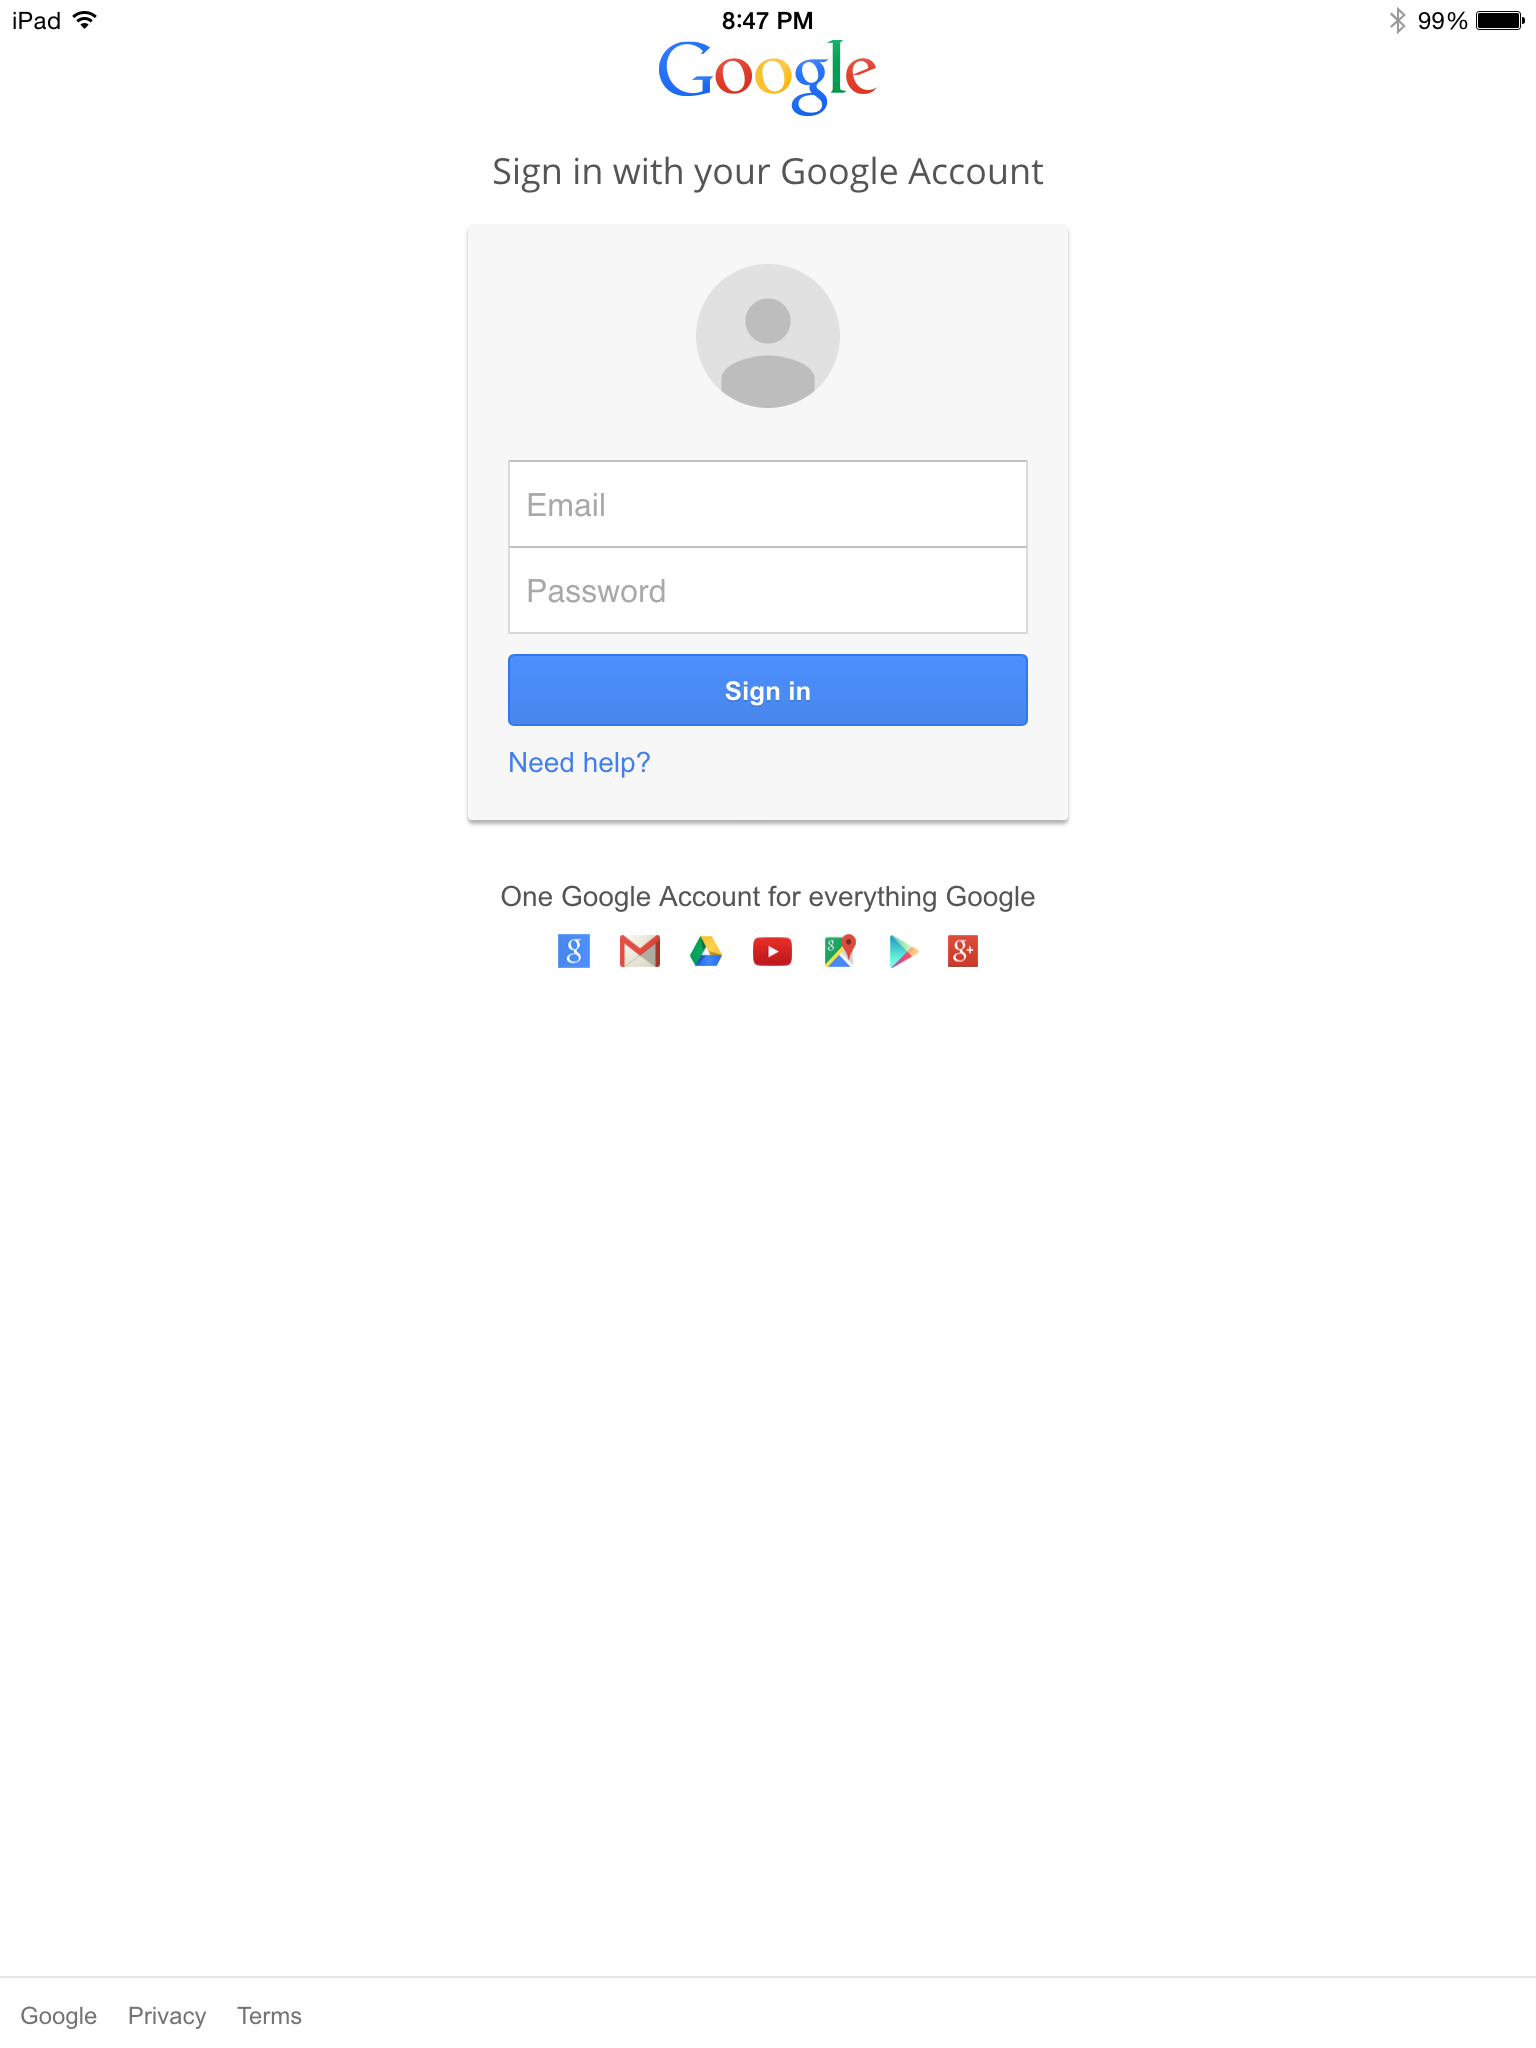 iPad 8:47 PM 99%
Google
Sign in with your Google Account
Email
Password
Sign in
Need help?
One Google Account for everything Google
Google Privacy Terms